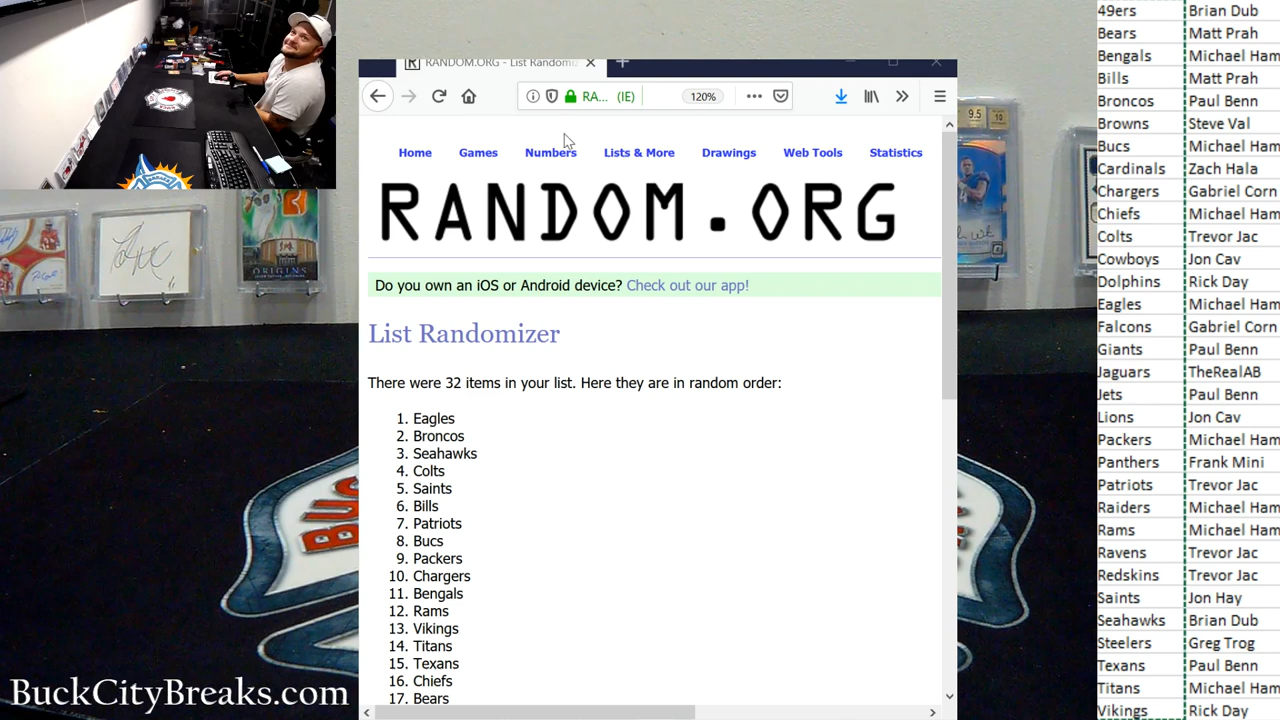 RANDOM.ORG - List Randomiz
RA... (IE)
120%
Home Games Numbers Lists & More Drawings Web Tools Statistics
RANDOM.ORG
Do you own an iOS or Android device? Check out our app!
List Randomizer
There were 32 items in your list. Here they are in random order:
1. Eagles
2. Broncos
3. Seahawks
4. Colts
5. Saints
6. Bills
7. Patriots
8. Bucs
9. Packers
10. Chargers
11. Bengals
12. Rams
13. Vikings
14. Titans
15. Texans
16. Chiefs
17. Bears
49ers Brian Dub
Bears Matt Prah
Bengals Michael Ham
Bills Matt Prah
Broncos Paul Benn
Browns Steve Val
Bucs Michael Ham
Cardinals Zach Hala
Chargers Gabriel Corn
Chiefs Michael Ham
Colts Trevor Jac
Cowboys Jon Cav
Dolphins Rick Day
Eagles Michael Ham
Falcons Gabriel Corn
Giants Paul Benn
Jaguars TheRealAB
Jets Paul Benn
Lions Jon Cav
Packers Michael Ham
Panthers Frank Mini
Patriots Trevor Jac
Raiders Michael Ham
Rams Michael Ham
Ravens Trevor Jac
Redskins Trevor Jac
Saints Jon Hay
Seahawks Brian Dub
Steelers Greg Trog
Texans Paul Benn
Titans Michael Ham
Vikings Rick Day
ORIGINS
9.5
10
BuckCityBreaks.com